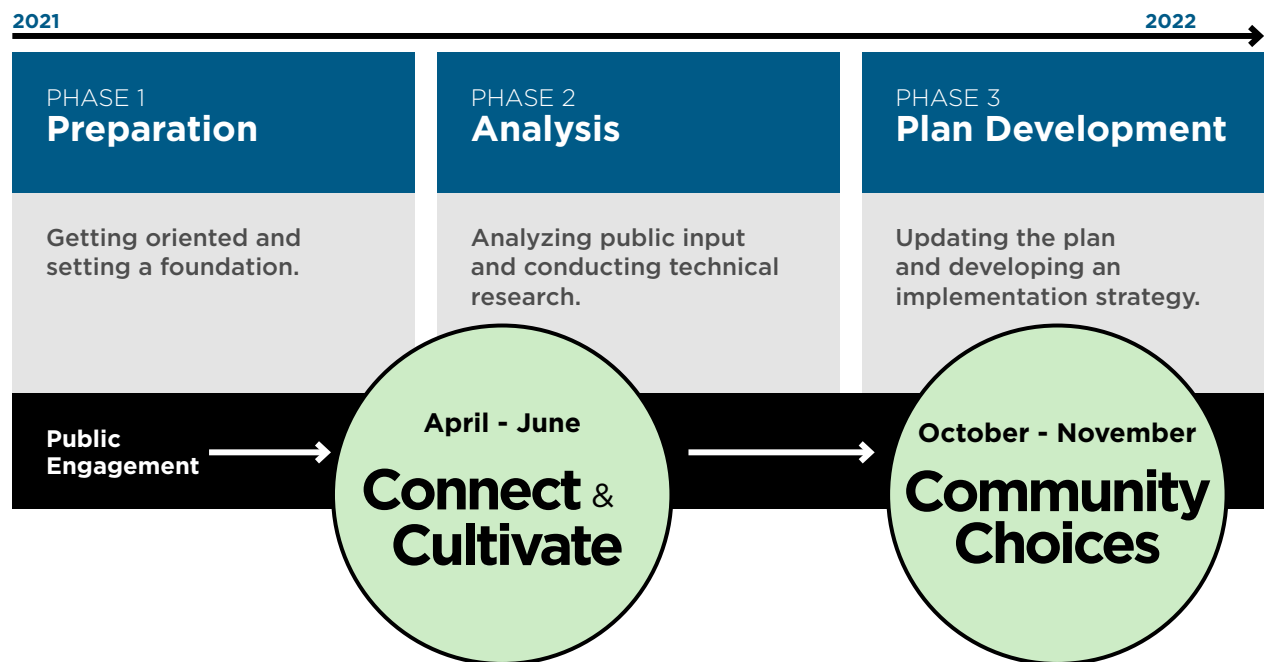 2021
2022
PHASE 1
Preparation
Getting oriented and
setting a foundation.
PHASE 2
Analysis
Analyzing public input
and conducting technical
research.
PHASE 3
Plan Development
Updating the plan
and developing an
implementation strategy.
Public
Engagement
April - June
Connect &
Cultivate
October - November
Community
Choices